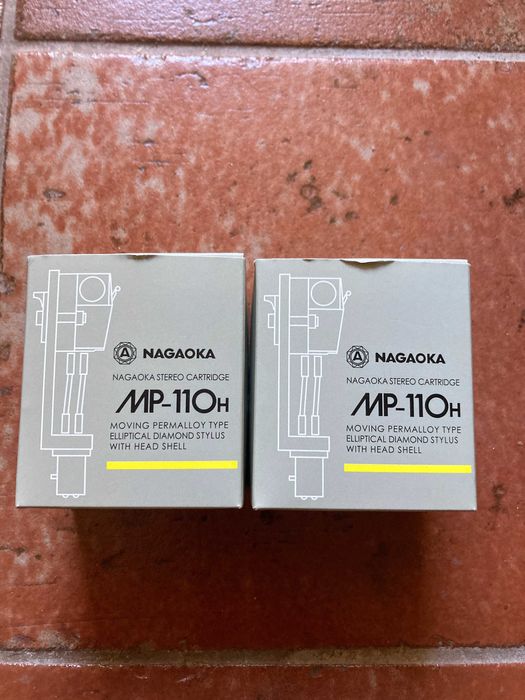 A NAGAOKA
NAGAOKA STEREO CARTRIDGE
MP-110H
MOVING PERMALLOY TYPE
ELLIPTICAL DIAMOND STYLUS
WITH HEAD SHELL
A NAGAOKA
NAGAOKA STEREO CARTRIDGE
MP-110H
MOVING PERMALLOY TYPE
ELLIPTICAL DIAMOND STYLUS
WITH HEAD SHELL